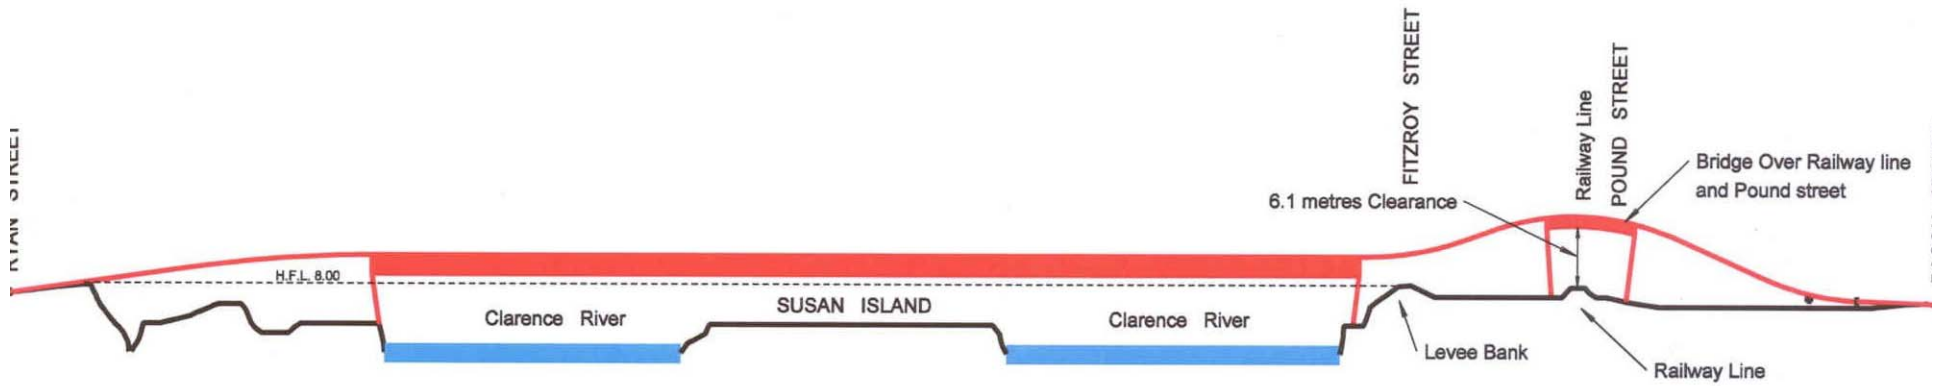 FITZROY STREET
Railway Line
POUND STREET
Bridge Over Railway line
and Pound street
6.1 metres Clearance
H.F.L. 8.00
SUSAN ISLAND
Clarence River
Clarence River
Levee Bank
Railway Line